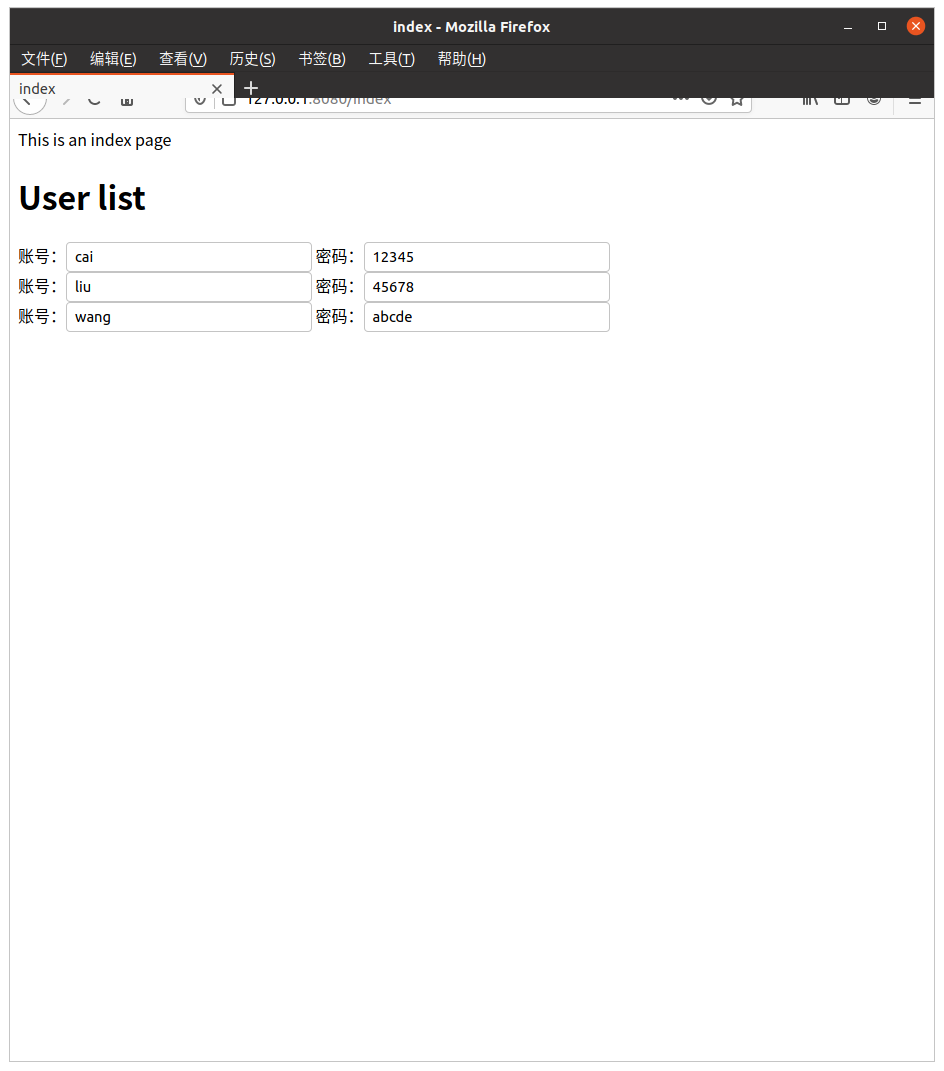 index - Mozilla Firefox
文件(F) 编辑(E) 查看(V) 历史(S) 书签(B) 工具(T) 帮助(H)
index
127.0.0.1:8080/index
This is an index page
User list
账号： cai 密码： 12345
账号： liu 密码： 45678
账号： wang 密码： abcde